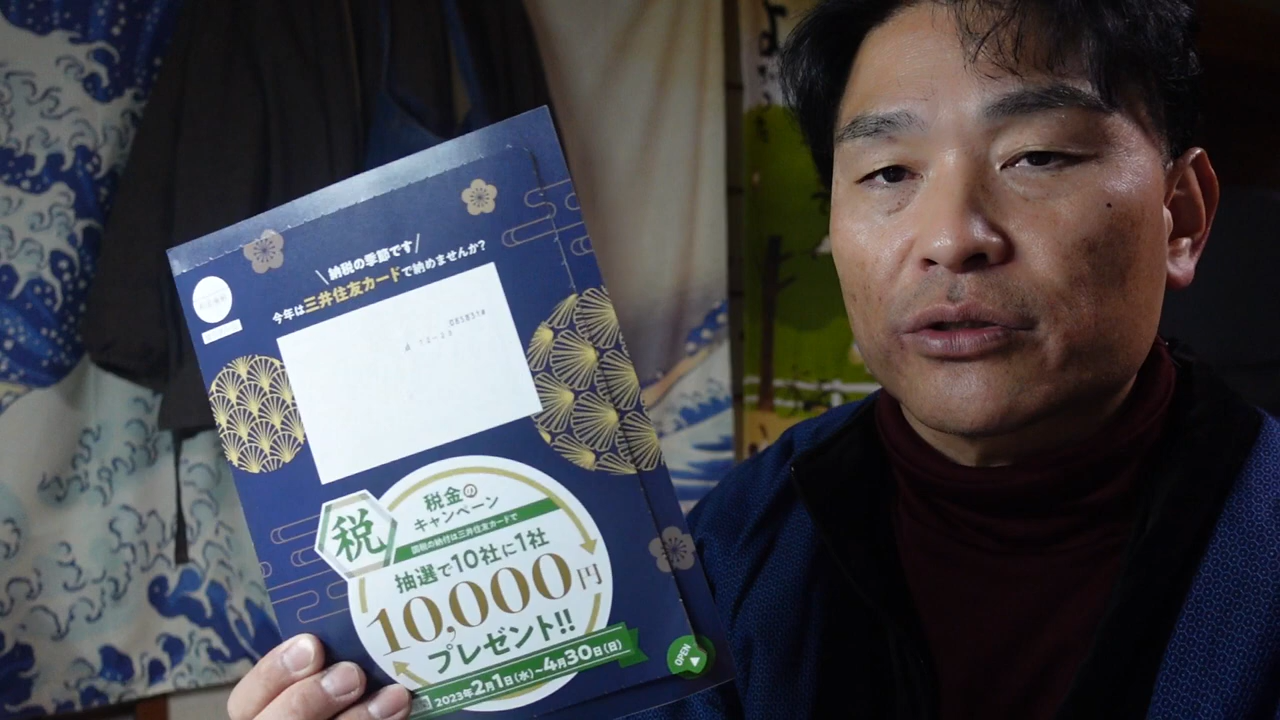 納税の季節です
今年は三井住友カードで納めませんか?
税
税金の
キャンペーン
国税の納付は三井住友カードで
抽選で10社に1社
10,000円
プレゼント!!
2023年2月1日(水)~4月30日(日)
OPEN